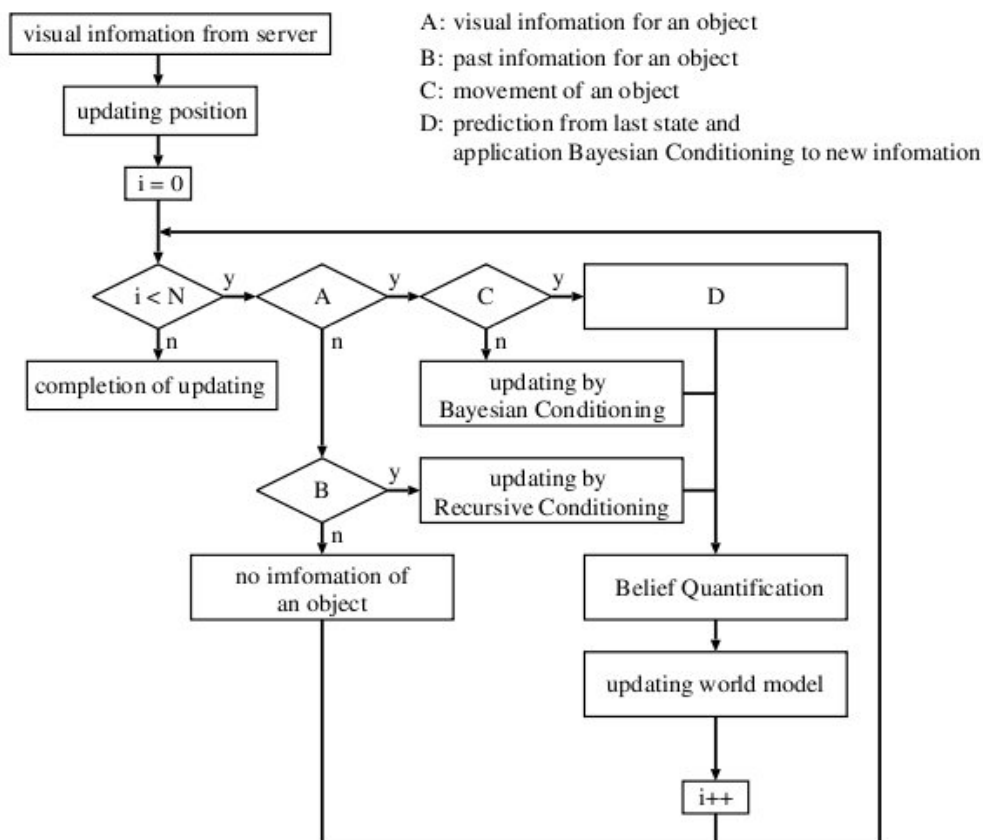 visual infomation from server
updating position
i = 0
A: visual infomation for an object
B: past infomation for an object
C: movement of an object
D: prediction from last state and
application Bayesian Conditioning to new infomation
i < N
y
A
y
C
y
D
n
n
n
completion of updating
updating by
Bayesian Conditioning
B
y
updating by
Recursive Conditioning
n
no imfomation of
an object
Belief Quantification
updating world model
i++